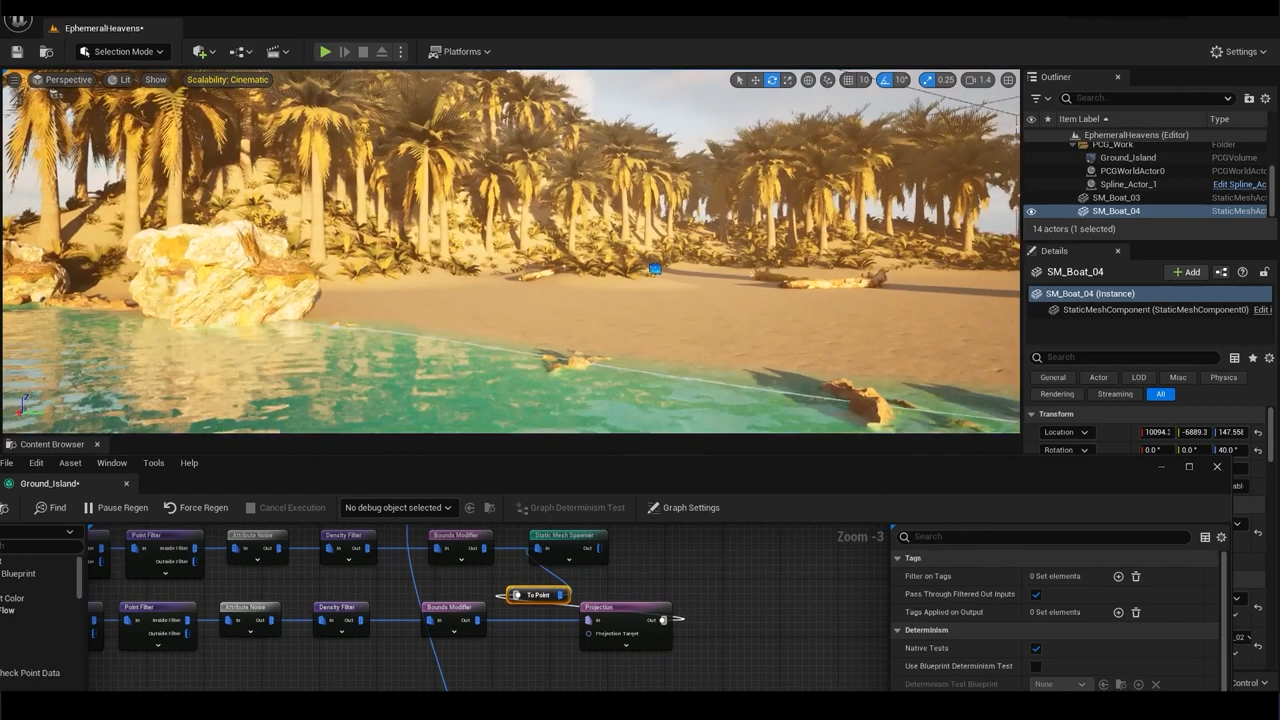 EphemeralHeavens*
Selection Mode
Platforms
Settings
Perspective
Lit
Show
Scalability: Cinematic
10
10°
0.25
1.4
Outliner
Search...
Item Label
Type
EphemeralHeavens (Editor)
PCG_Work
Folder
Ground_Island
PCGVolume
PCGWorldActor0
PCGWorldActo
Spline_Actor_1
Edit Spline_Ac
SM_Boat_03
StaticMeshAct
SM_Boat_04
StaticMeshAct
14 actors (1 selected)
Details
SM_Boat_04
Add
SM_Boat_04 (Instance)
StaticMeshComponent (StaticMeshComponent0)
Edit i
Search
General
Actor
LOD
Misc
Physics
Rendering
Streaming
All
Transform
Location
10094.3
-6889.3
147.558
Rotation
0.0 °
0.0 °
40.0 °
Content Browser
File
Edit
Asset
Window
Tools
Help
Ground_Island*
Find
Pause Regen
Force Regen
Cancel Execution
No debug object selected
Graph Determinism Test
Graph Settings
Zoom -3
Point Filter
In
Inside Filter
Outside Filter
Attribute Noise
In
Out
Density Filter
In
Out
Bounds Modifier
In
Out
Static Mesh Spawner
In
Out
To Point
Point Filter
In
Inside Filter
Outside Filter
Attribute Noise
In
Out
Density Filter
In
Out
Bounds Modifier
In
Out
Projection
In
Out
Projection Target
Blueprint
t Color
Flow
heck Point Data
Search
Tags
Filter on Tags
0 Set elements
Pass Through Filtered Out Inputs
Tags Applied on Output
0 Set elements
Determinism
Native Tests
Use Blueprint Determinism Test
Determinism Test Blueprint
None
_02
ontrol